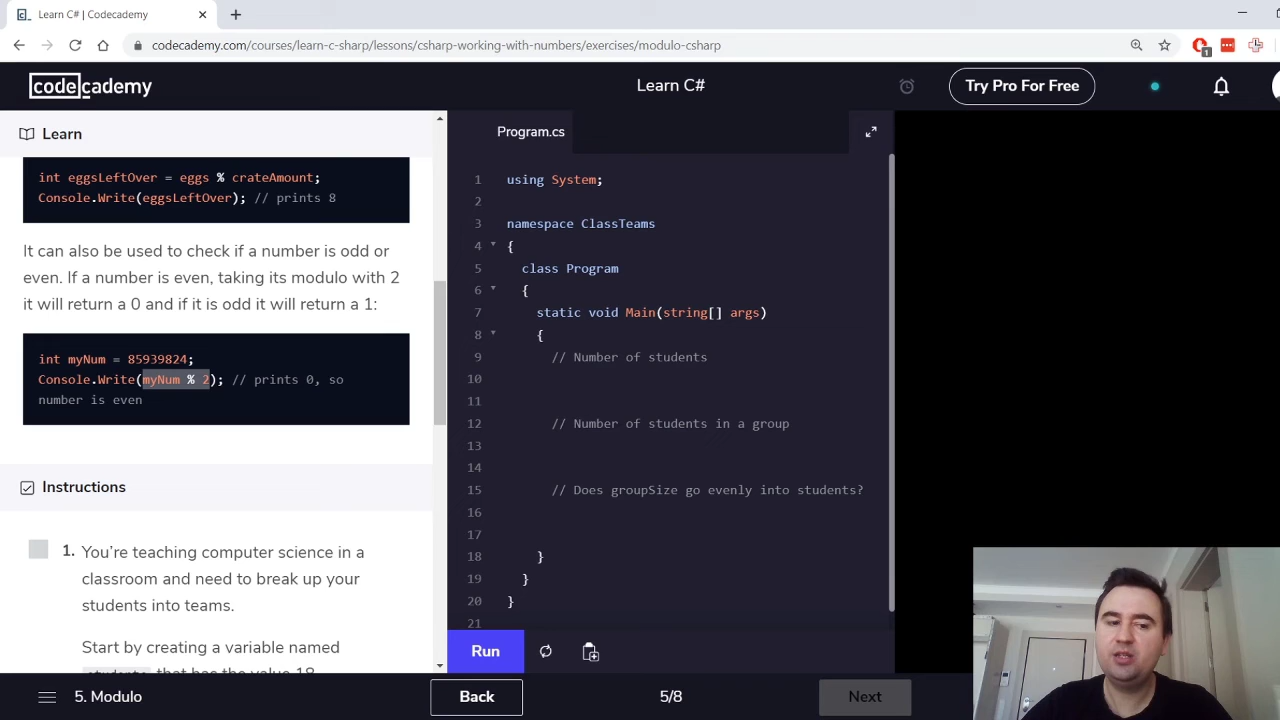 Learn C# | Codecademy
codecademy.com/courses/learn-c-sharp/lessons/csharp-working-with-numbers/exercises/modulo-csharp
1
codecademy
Learn C#
Try Pro For Free
Learn
int eggsLeftOver = eggs % crateAmount;
Console.Write(eggsLeftOver); // prints 8
It can also be used to check if a number is odd or
even. If a number is even, taking its modulo with 2
it will return a 0 and if it is odd it will return a 1:
int myNum = 85939824;
Console.Write(myNum % 2); // prints 0, so
number is even
Instructions
1. You're teaching computer science in a
classroom and need to break up your
students into teams.
Start by creating a variable named
students that has the value 18
Program.cs
1 using System;
2
3 namespace ClassTeams
4 {
5 class Program
6 {
7 static void Main(string[] args)
8 {
9 // Number of students
10
11
12 // Number of students in a group
13
14
15 // Does groupSize go evenly into students?
16
17
18 }
19 }
20 }
21
Run
5. Modulo
Back
5/8
Next